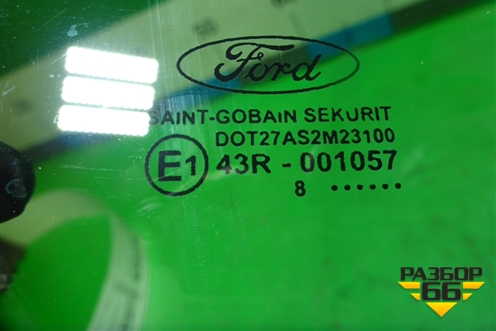 Ford
SAINT-GOBAIN SEKURIT
DOT27AS2M23100
E1 43R - 001057
8 ......
РАЗБОР
66